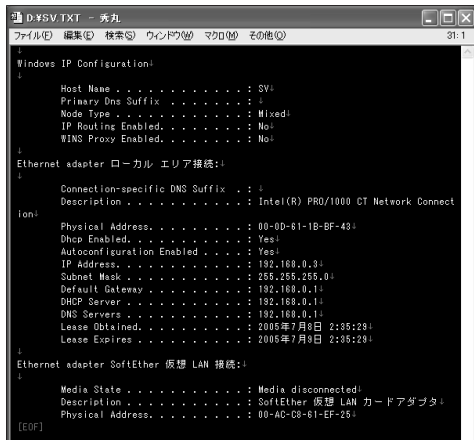 D:¥SV.TXT - 秀丸
ファイル(F) 編集(E) 検索(S) ウィンドウ(W) マクロ(M) その他(O) 31:1
↓
Windows IP Configuration↓
↓
Host Name . . . . . . . . . . . . : SV↓
Primary Dns Suffix . . . . . . . : ↓
Node Type . . . . . . . . . . . . : Mixed↓
IP Routing Enabled. . . . . . . . : No↓
WINS Proxy Enabled. . . . . . . . : No↓
↓
Ethernet adapter ローカル エリア接続:↓
↓
Connection-specific DNS Suffix . : ↓
Description . . . . . . . . . . . : Intel(R) PRO/1000 CT Network Connect
ion↓
Physical Address. . . . . . . . . : 00-0D-61-1B-BF-43↓
Dhcp Enabled. . . . . . . . . . . : Yes↓
Autoconfiguration Enabled . . . . : Yes↓
IP Address. . . . . . . . . . . . : 192.168.0.3↓
Subnet Mask . . . . . . . . . . . : 255.255.255.0↓
Default Gateway . . . . . . . . . : 192.168.0.1↓
DHCP Server . . . . . . . . . . . : 192.168.0.1↓
DNS Servers . . . . . . . . . . . : 192.168.0.1↓
Lease Obtained. . . . . . . . . . : 2005年7月8日 2:35:29↓
Lease Expires . . . . . . . . . . : 2005年7月9日 2:35:29↓
↓
Ethernet adapter SoftEther 仮想 LAN 接続:↓
↓
Media State . . . . . . . . . . . : Media disconnected↓
Description . . . . . . . . . . . : SoftEther 仮想 LAN カードアダプタ↓
Physical Address. . . . . . . . . : 00-AC-C8-61-EF-25↓
[EOF]